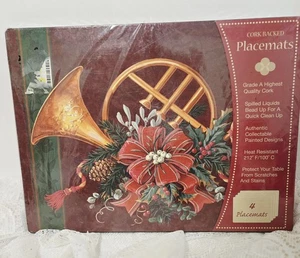 CORK BACKED
Placemats
Grade A Highest
Quality Cork
Spilled Liquids
Bead Up For A
Quick Clean Up
Authentic
Collectable
Painted Designs
Heat Resistant
212° F/100° C
Protect Your Table
From Scratches
And Stains
4
Placemats